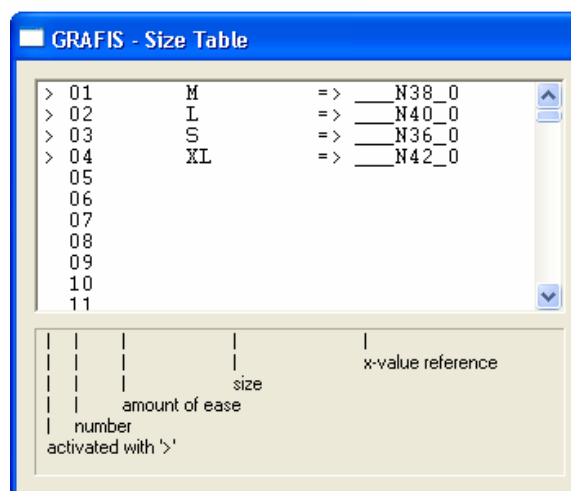 GRAFIS - Size Table
> 01 M => ___N38_0
> 02 L => ___N40_0
> 03 S => ___N36_0
> 04 XL => ___N42_0
05
06
07
08
09
10
11
x-value reference
size
amount of ease
number
activated with '>'